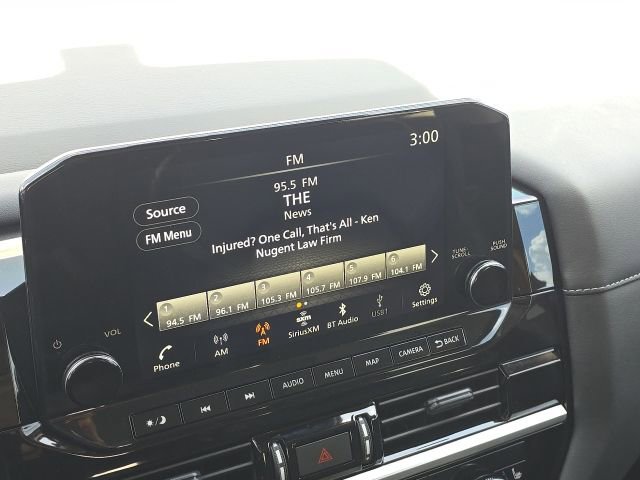 3:00
FM
95.5 FM
THE
News
Source
FM Menu
Injured? One Call, That's All - Ken
Nugent Law Firm
1 2 3 4 5 6
94.5 FM 96.1 FM 105.3 FM 105.7 FM 107.9 FM 104.1 FM
Phone AM FM SiriusXM BT Audio USB1 Settings
sxm
VOL
TUNE·
SCROLL
PUSH
SOUND
AUDIO MENU MAP CAMERA BACK